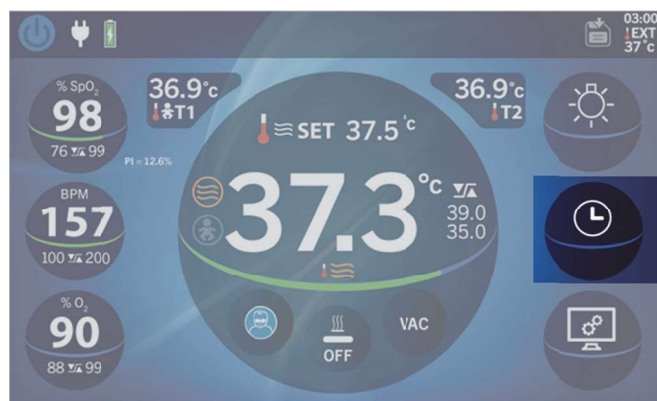 03:00
EXT
37°c
% SpO₂
98
76 99
PI = 12.6%
36.9°c
T1
36.9°c
T2
SET 37.5°c
37.3°c
39.0
35.0
BPM
157
100 200
% O₂
90
88 99
OFF
VAC